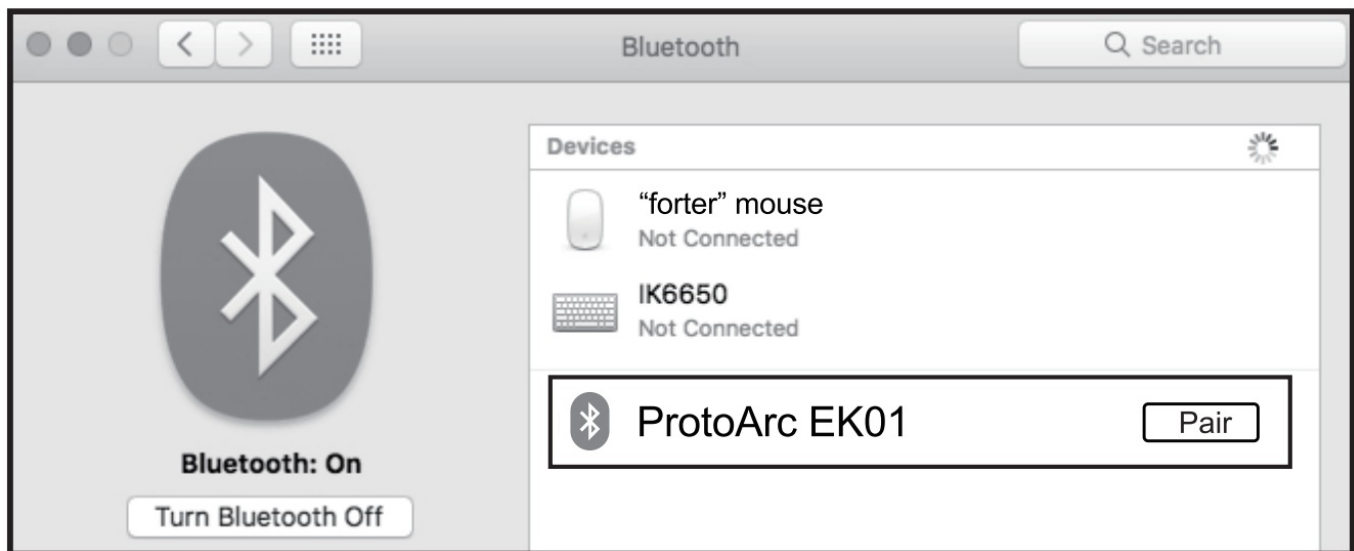 Bluetooth
Search
Devices
“forter” mouse
Not Connected
IK6650
Not Connected
ProtoArc EK01
Pair
Bluetooth: On
Turn Bluetooth Off